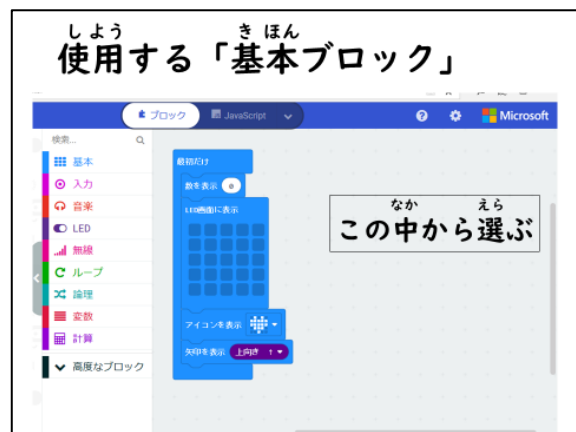 しよう きほん
使用する「基本ブロック」
ブロック JavaScript Microsoft
検索...
基本
入力
音楽
LED
無線
ループ
論理
変数
計算
高度なブロック
最初だけ
数を表示 0
LED画面に表示
アイコンを表示
矢印を表示 上向き ↑
なか えら
この中から選ぶ